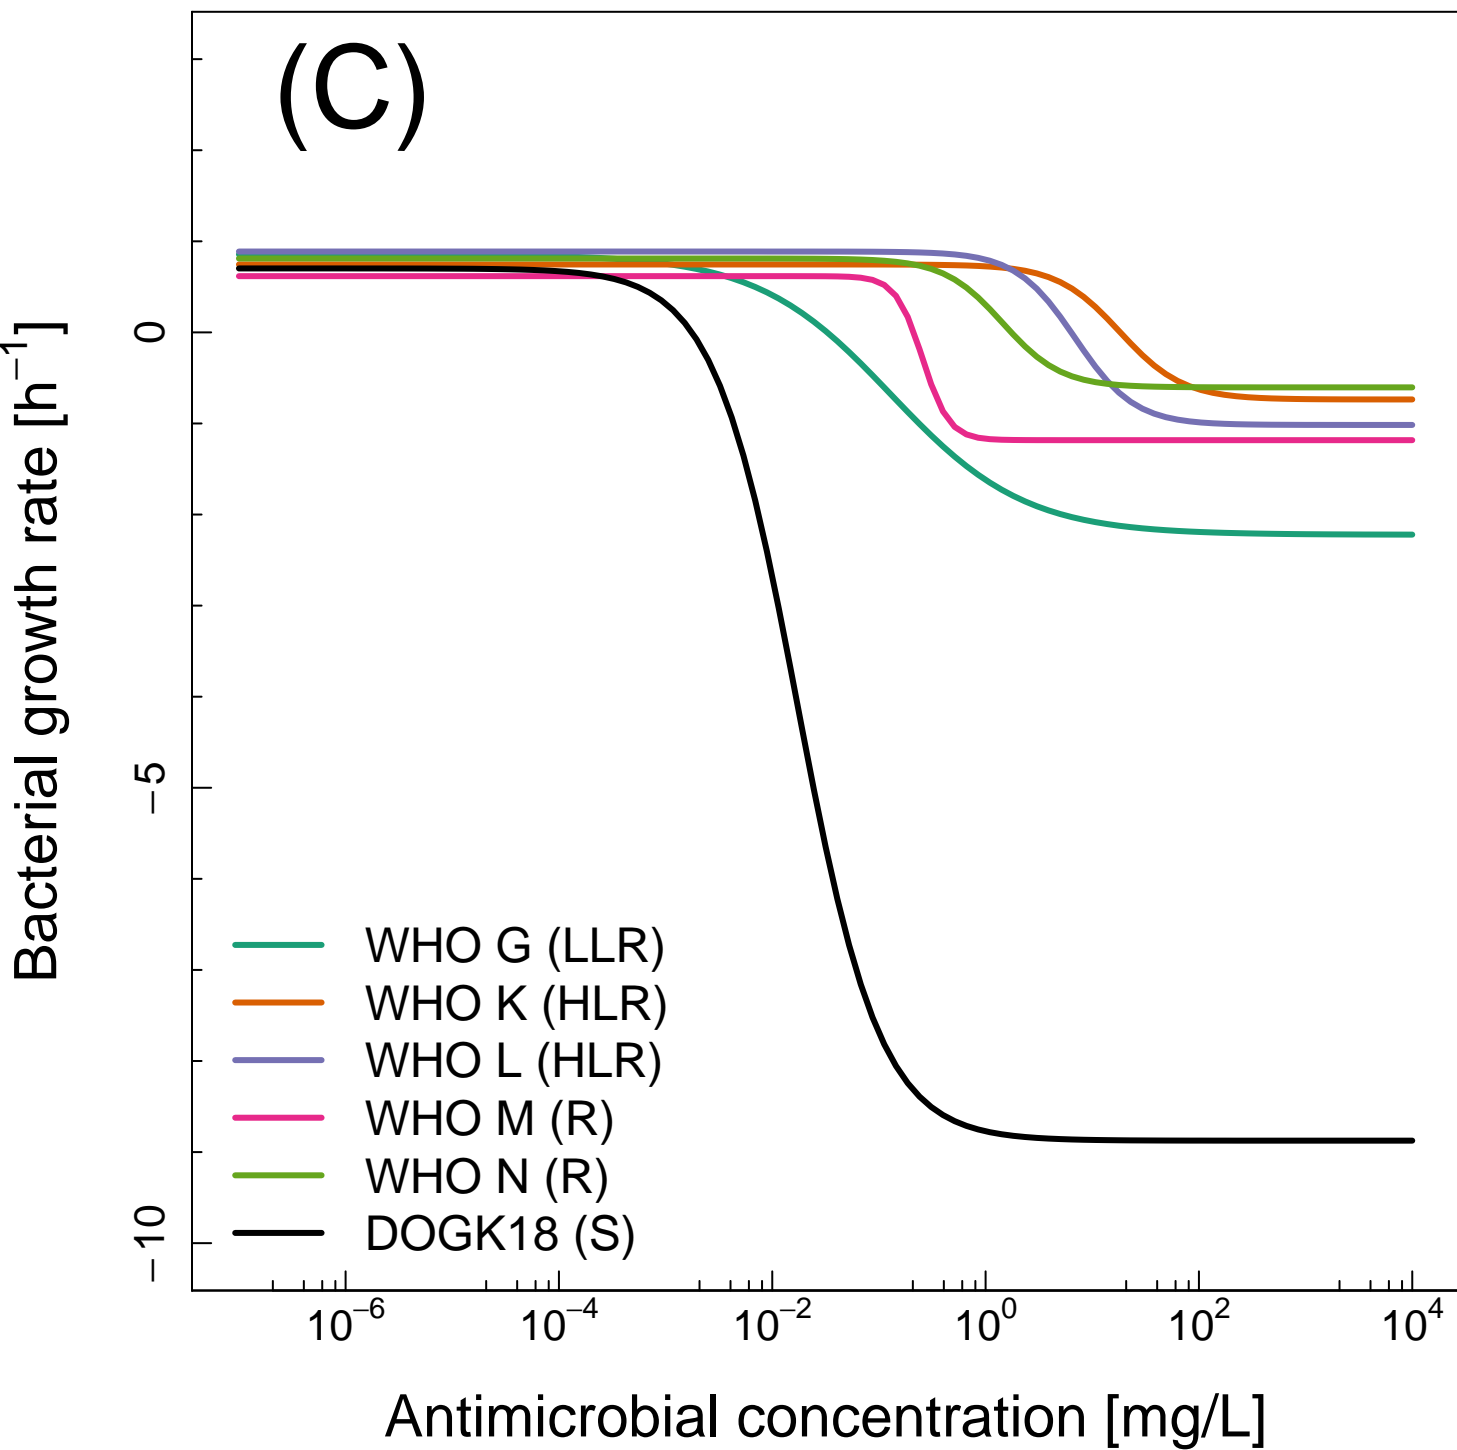 (C)
Bacterial growth rate [h⁻¹]
0
−5
−10
WHO G (LLR)
WHO K (HLR)
WHO L (HLR)
WHO M (R)
WHO N (R)
DOGK18 (S)
10⁻⁶ 10⁻⁴ 10⁻² 10⁰ 10² 10⁴
Antimicrobial concentration [mg/L]